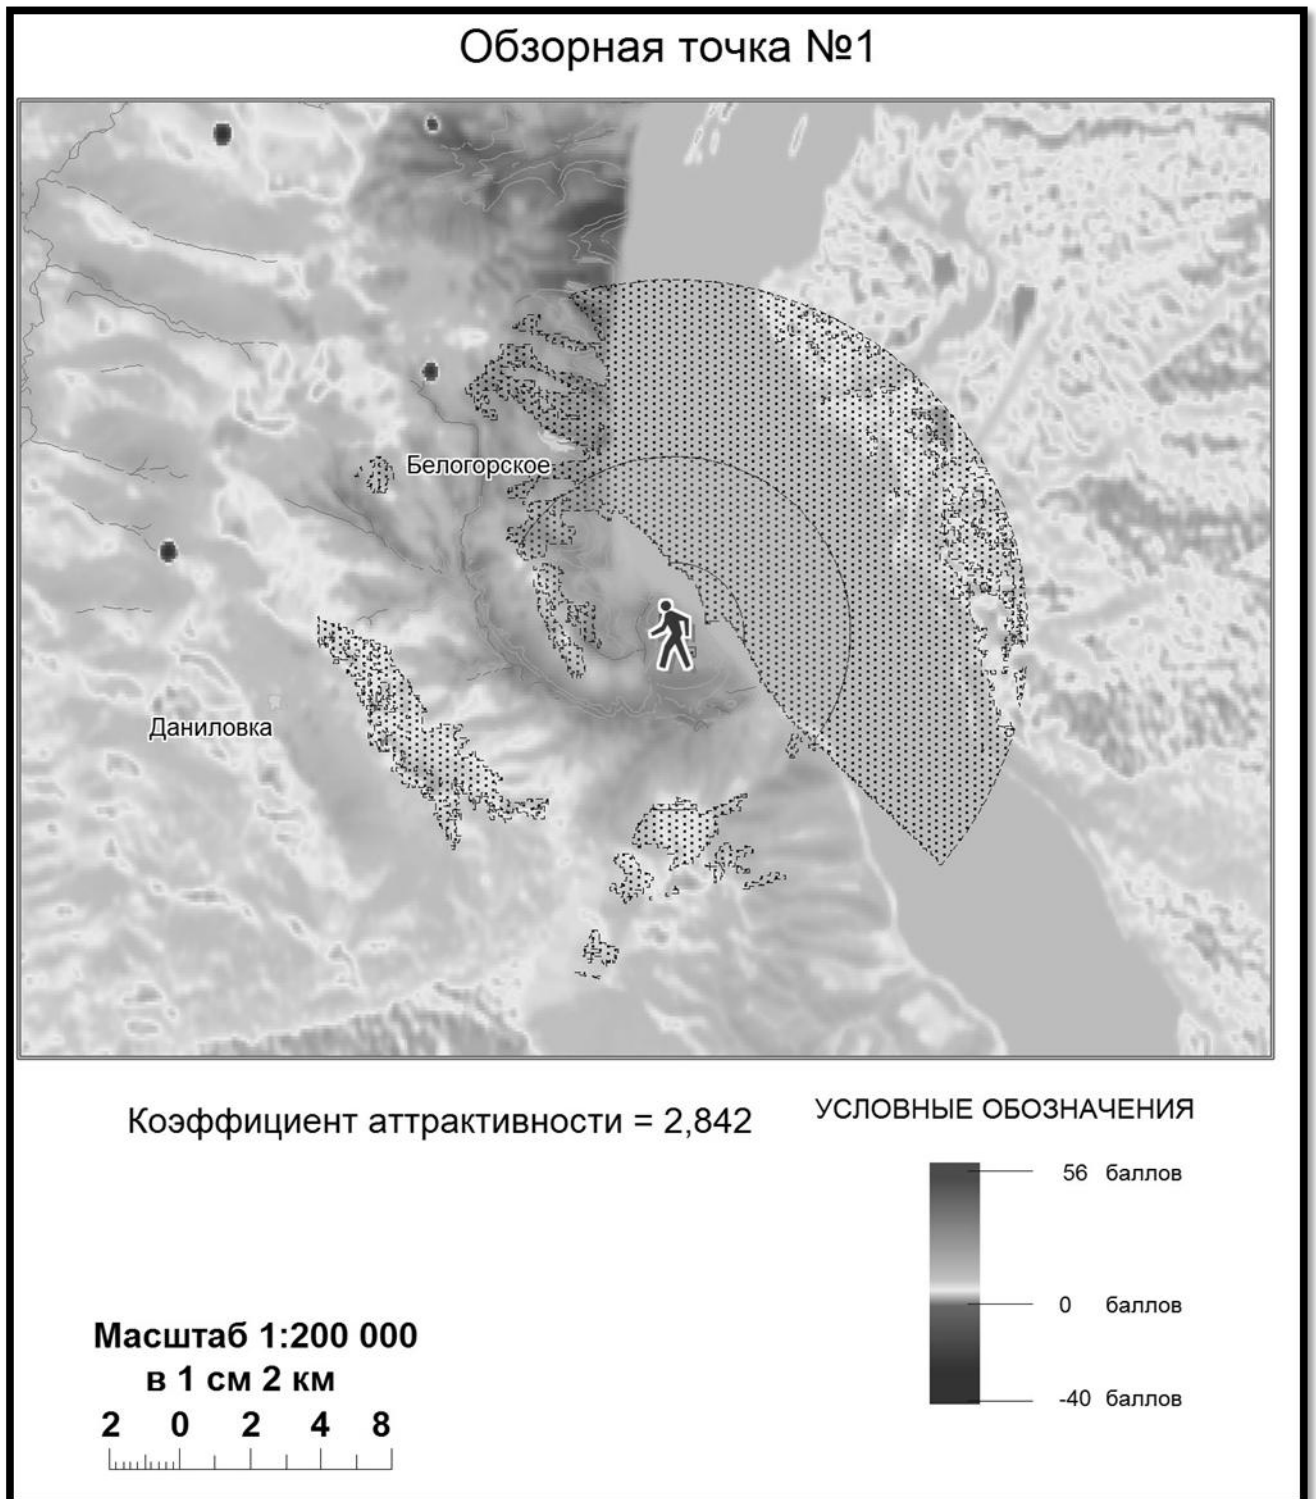 Обзорная точка №1
Белогорское
Даниловка
Коэффициент аттрактивности = 2,842
УСЛОВНЫЕ ОБОЗНАЧЕНИЯ
56 баллов
0 баллов
-40 баллов
Масштаб 1:200 000
в 1 см 2 км
2 0 2 4 8